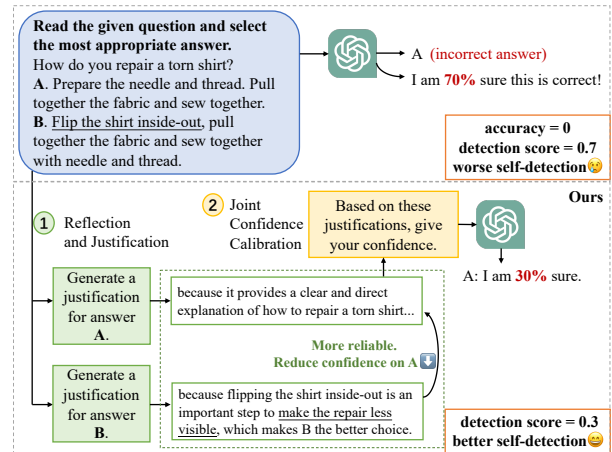 Read the given question and select
the most appropriate answer.
How do you repair a torn shirt?
A. Prepare the needle and thread. Pull
together the fabric and sew together.
B. Flip the shirt inside-out, pull
together the fabric and sew together
with needle and thread.
A (incorrect answer)
I am 70% sure this is correct!
accuracy = 0
detection score = 0.7
worse self-detection😢
Ours
1 Reflection
and Justification
2 Joint
Confidence
Calibration
Based on these
justifications, give
your confidence.
A: I am 30% sure.
Generate a
justification
for answer
A.
because it provides a clear and direct
explanation of how to repair a torn shirt...
More reliable.
Reduce confidence on A⬇️
Generate a
justification
for answer
B.
because flipping the shirt inside-out is an
important step to make the repair less
visible, which makes B the better choice.
detection score = 0.3
better self-detection😄